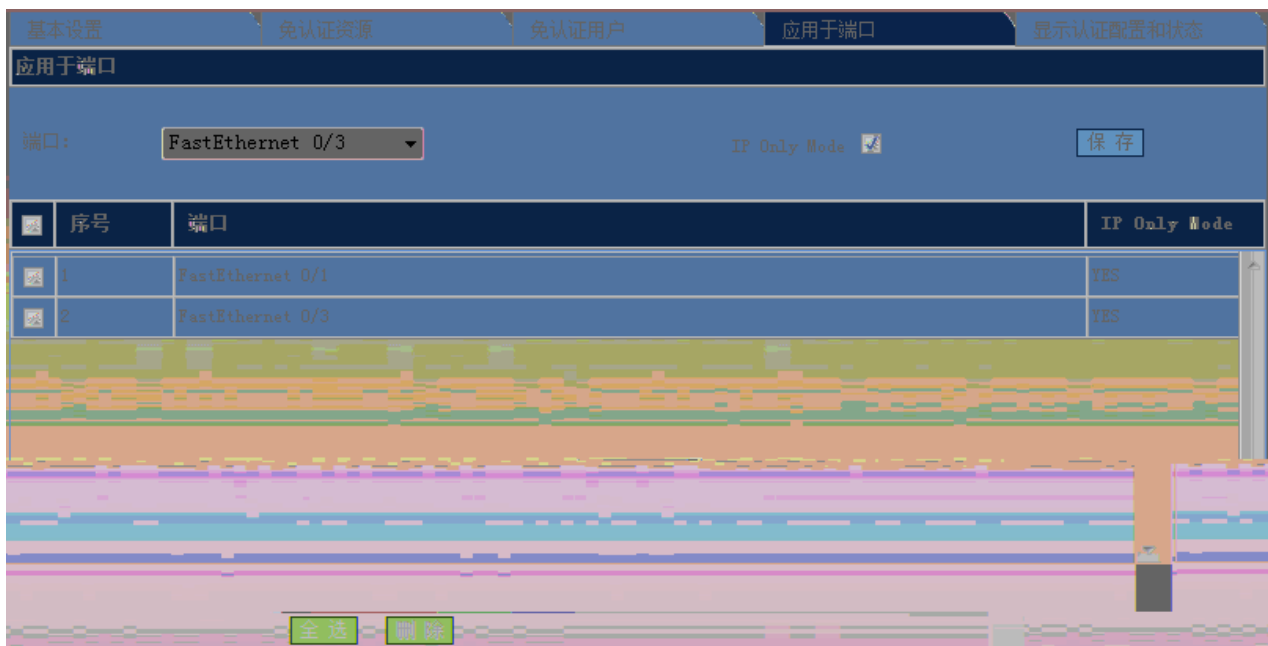 基本设置 免认证资源 免认证用户 应用于端口 显示认证配置和状态
应用于端口
端口: FastEthernet 0/3 IP Only Mode 保 存
序号 端口 IP Only Mode
1 FastEthernet 0/1 YES
2 FastEthernet 0/3 YES
全 选 删 除